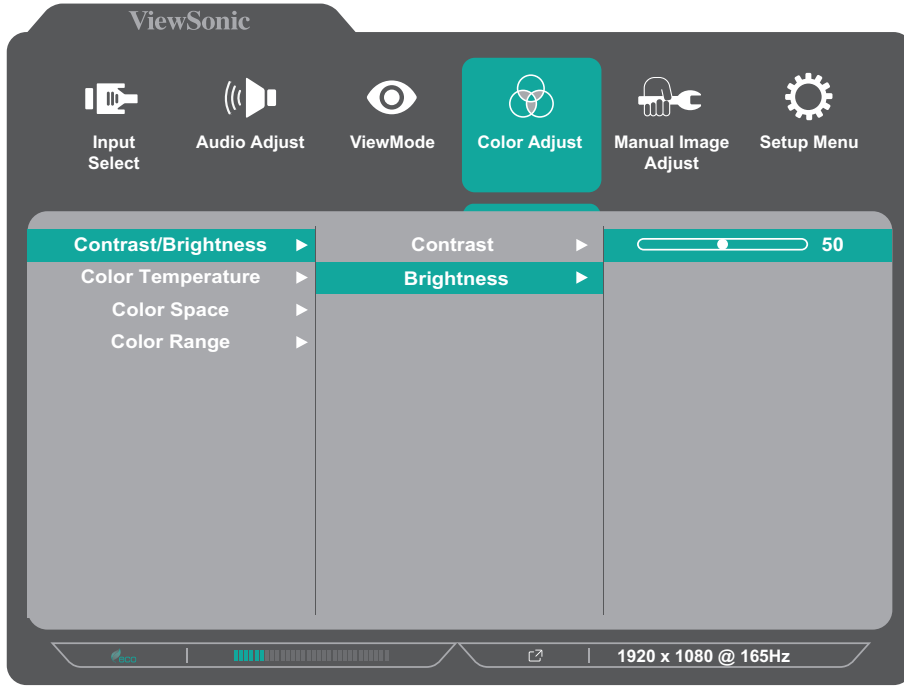 ViewSonic
Input
Select
Audio Adjust
ViewMode
Color Adjust
Manual Image
Adjust
Setup Menu
Contrast/Brightness
Contrast
50
Color Temperature
Brightness
Color Space
Color Range
eco
1920 x 1080 @ 165Hz